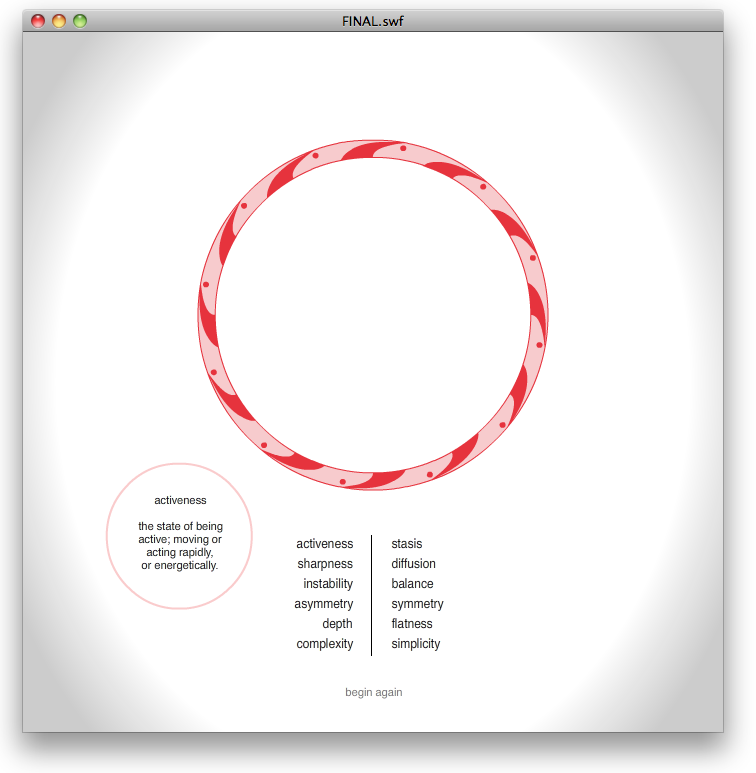 FINAL.swf
activeness
the state of being
active; moving or
acting rapidly,
or energetically.
activeness stasis
sharpness diffusion
instability balance
asymmetry symmetry
depth flatness
complexity simplicity
begin again